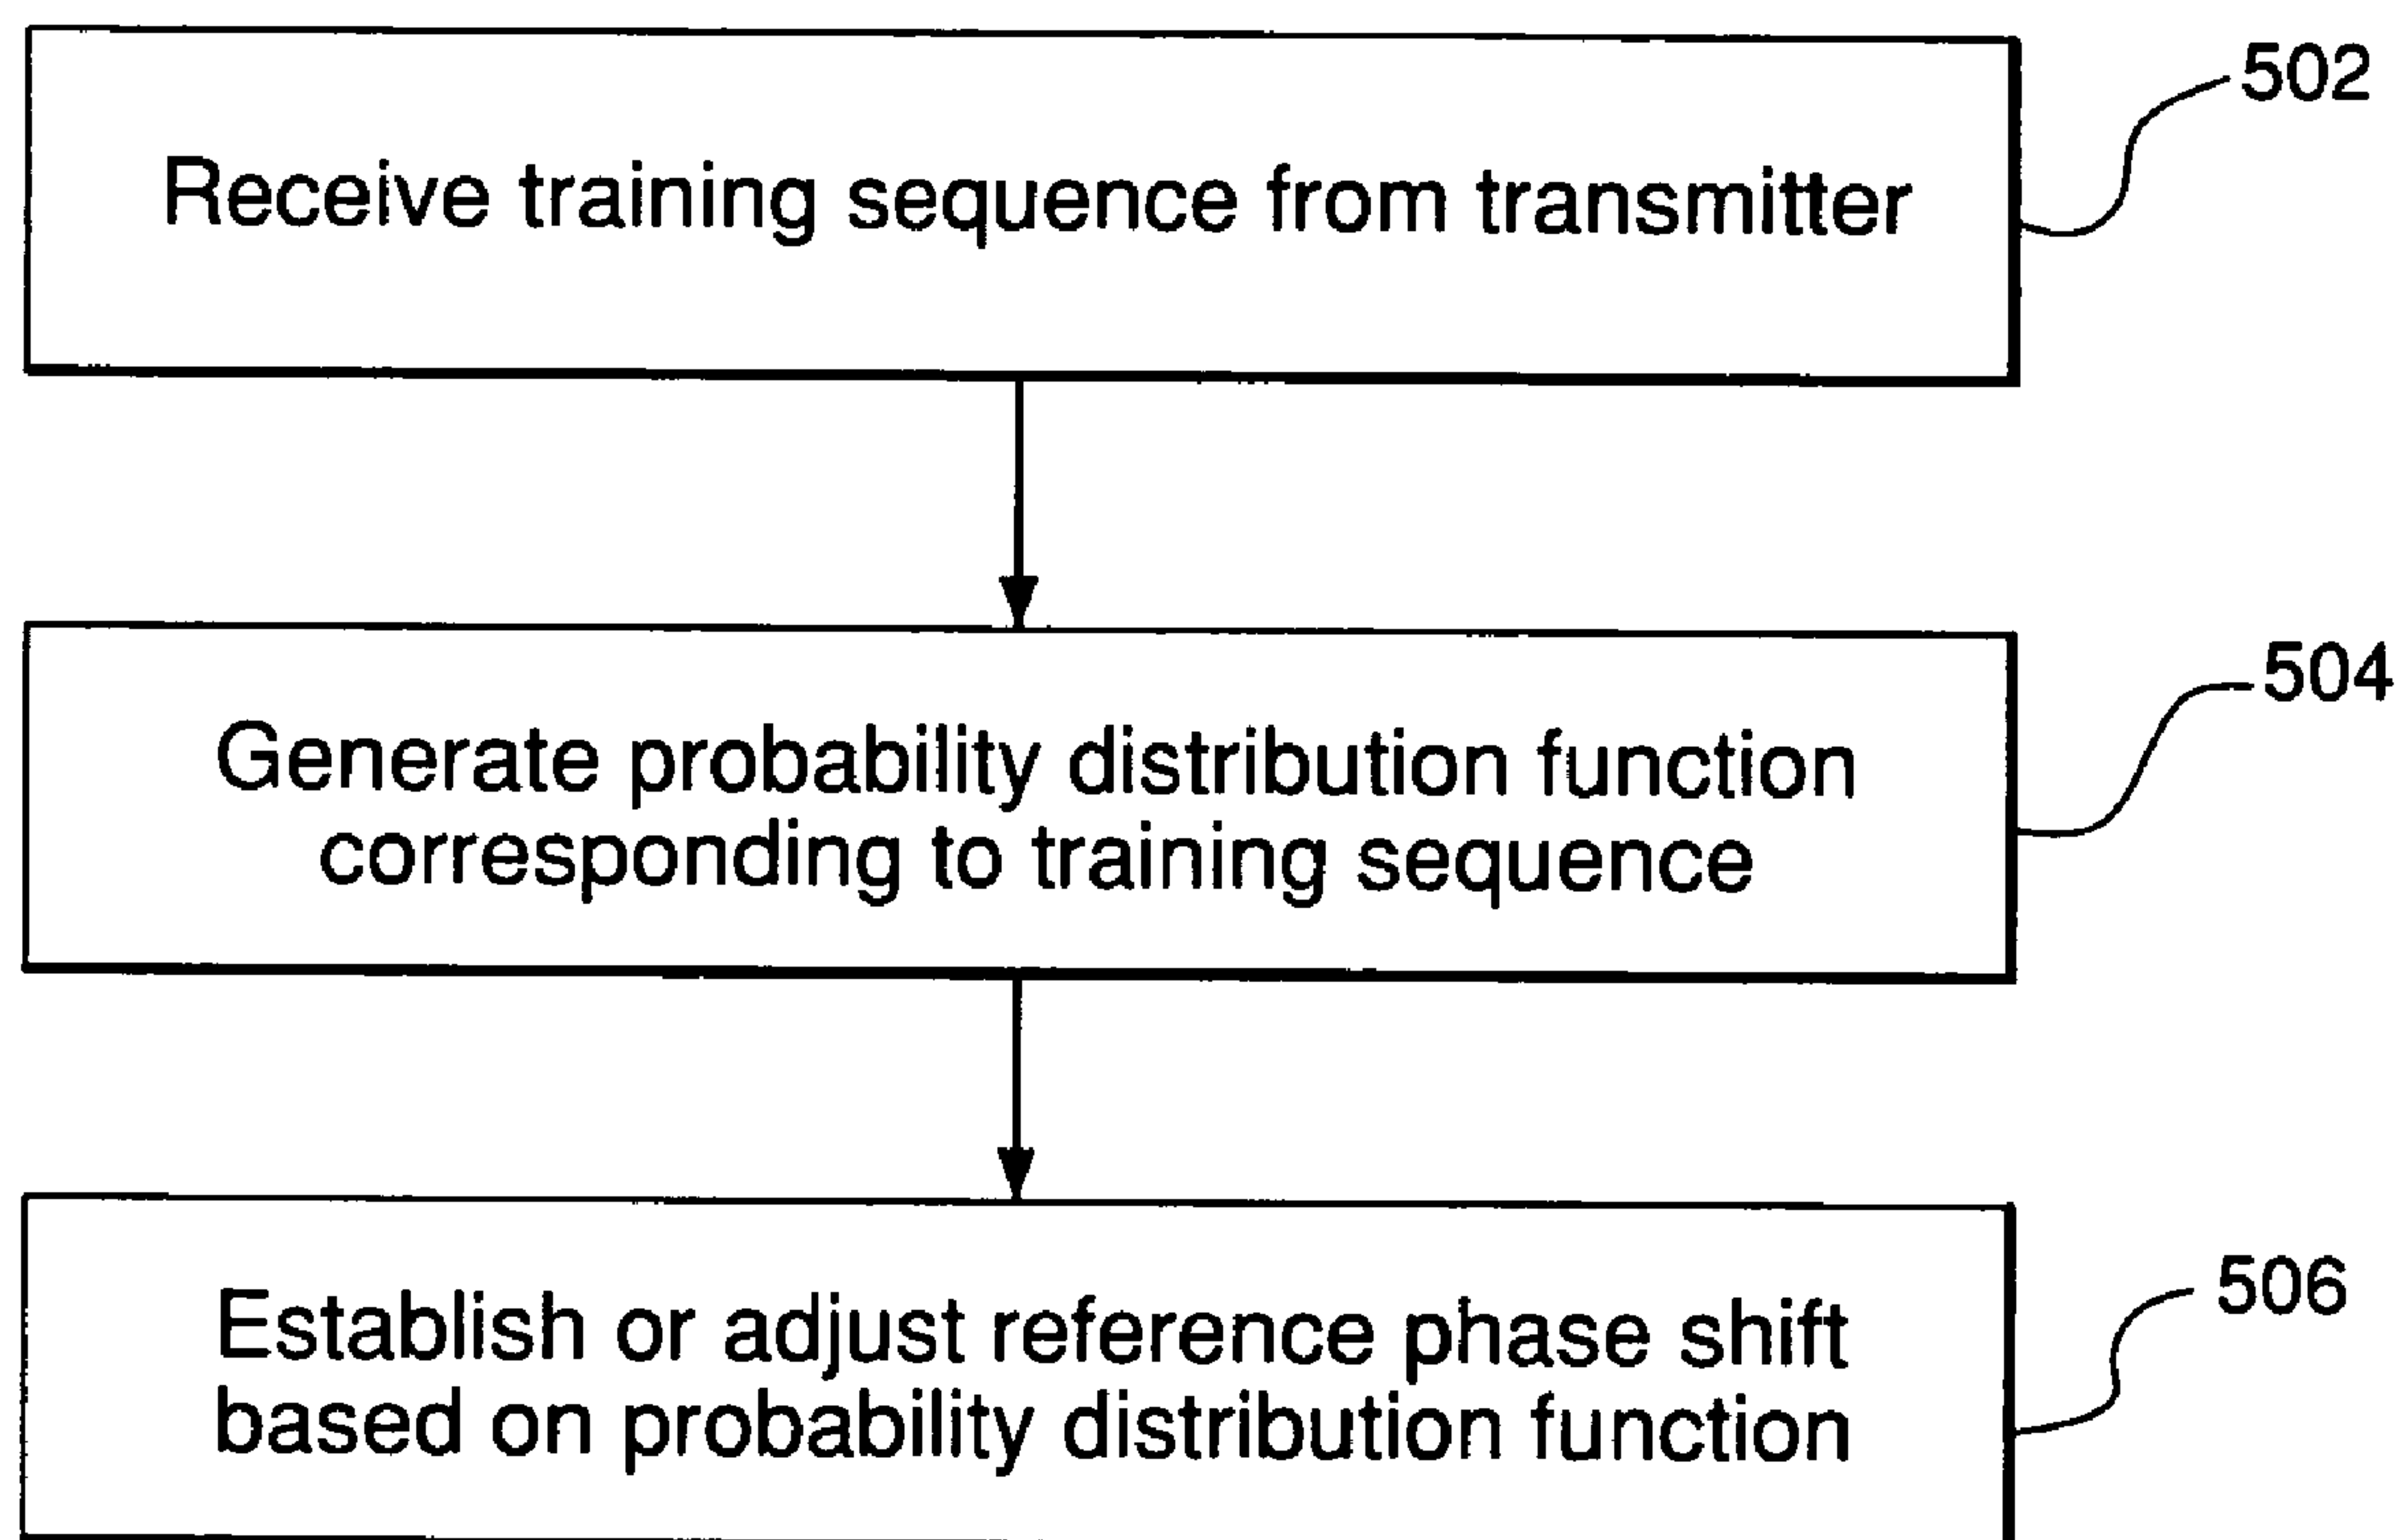 502
Receive training sequence from transmitter
504
Generate probability distribution function
corresponding to training sequence
506
Establish or adjust reference phase shift
based on probability distribution function